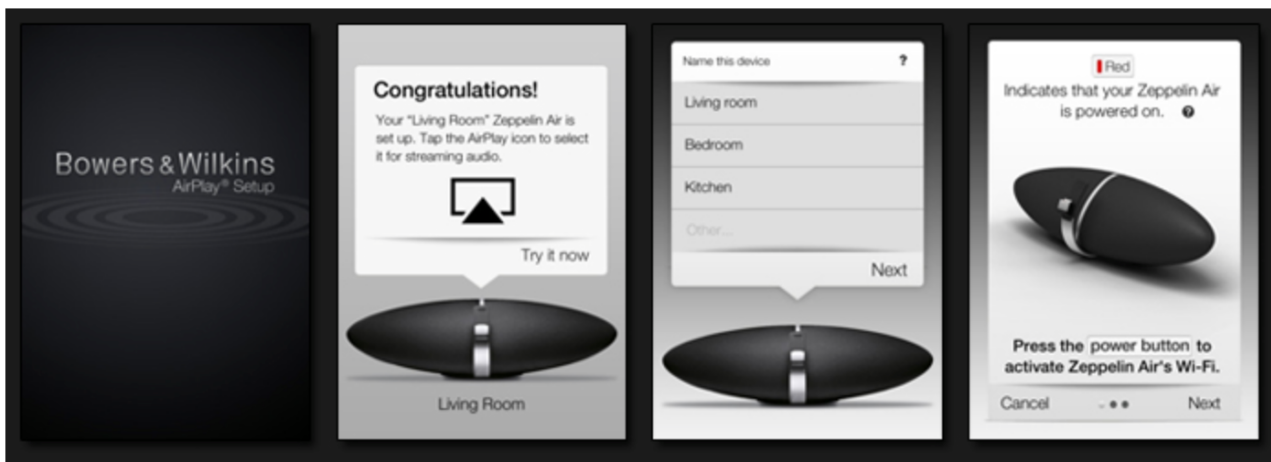 Bowers & Wilkins
AirPlay® Setup
Congratulations!
Your “Living Room” Zeppelin Air is
set up. Tap the AirPlay icon to select
it for streaming audio.
Try it now
Living Room
Name this device ?
Living room
Bedroom
Kitchen
Other...
Next
Red
Indicates that your Zeppelin Air
is powered on. ?
Press the power button to
activate Zeppelin Air's Wi-Fi.
Cancel Next